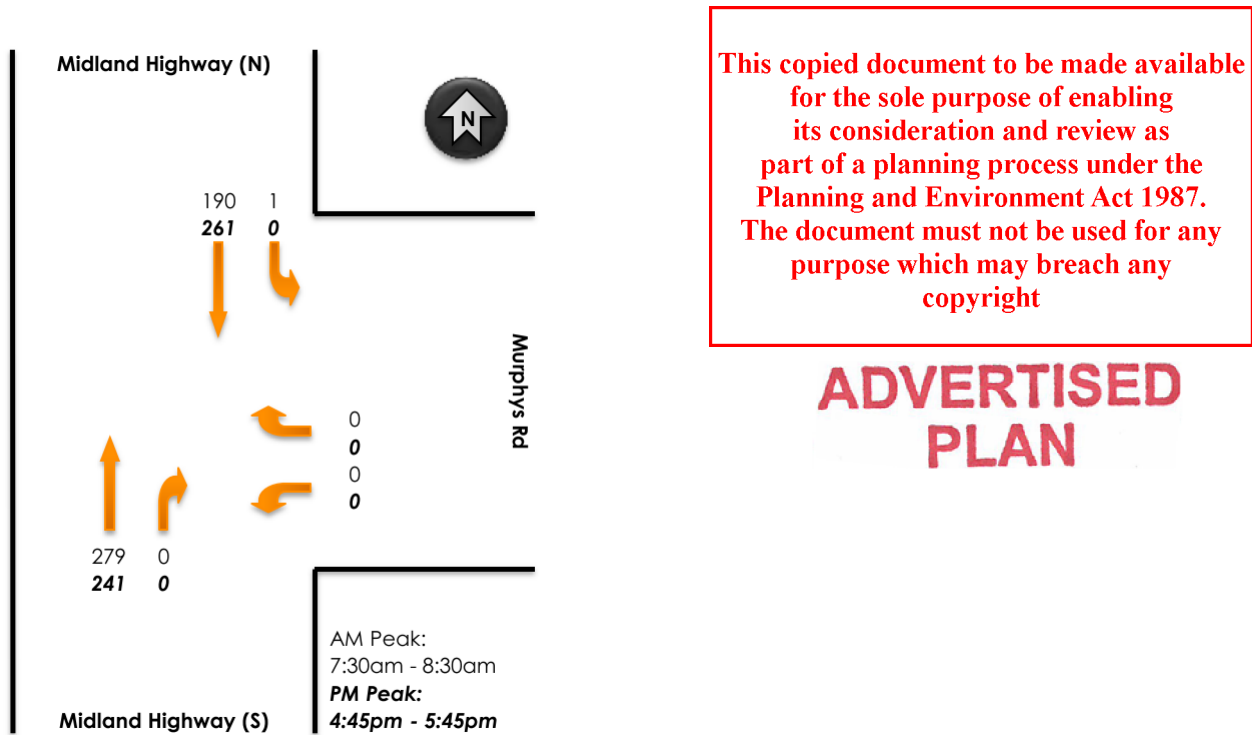 Midland Highway (N)
N
190 1
261 0
Murphys Rd
0
0
0
0
279 0
241 0
AM Peak:
7:30am - 8:30am
PM Peak:
4:45pm - 5:45pm
Midland Highway (S)
This copied document to be made available
for the sole purpose of enabling
its consideration and review as
part of a planning process under the
Planning and Environment Act 1987.
The document must not be used for any
purpose which may breach any
copyright
ADVERTISED
PLAN